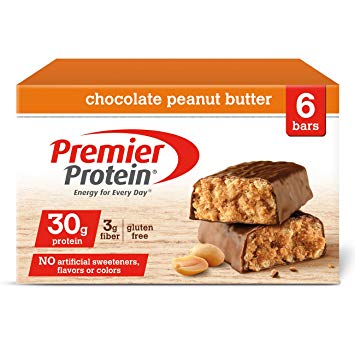 chocolate peanut butter
6
bars
Premier
Protein®
Energy for Every Day®
30g
protein
3g
fiber
gluten
free
NO artificial sweeteners,
flavors or colors